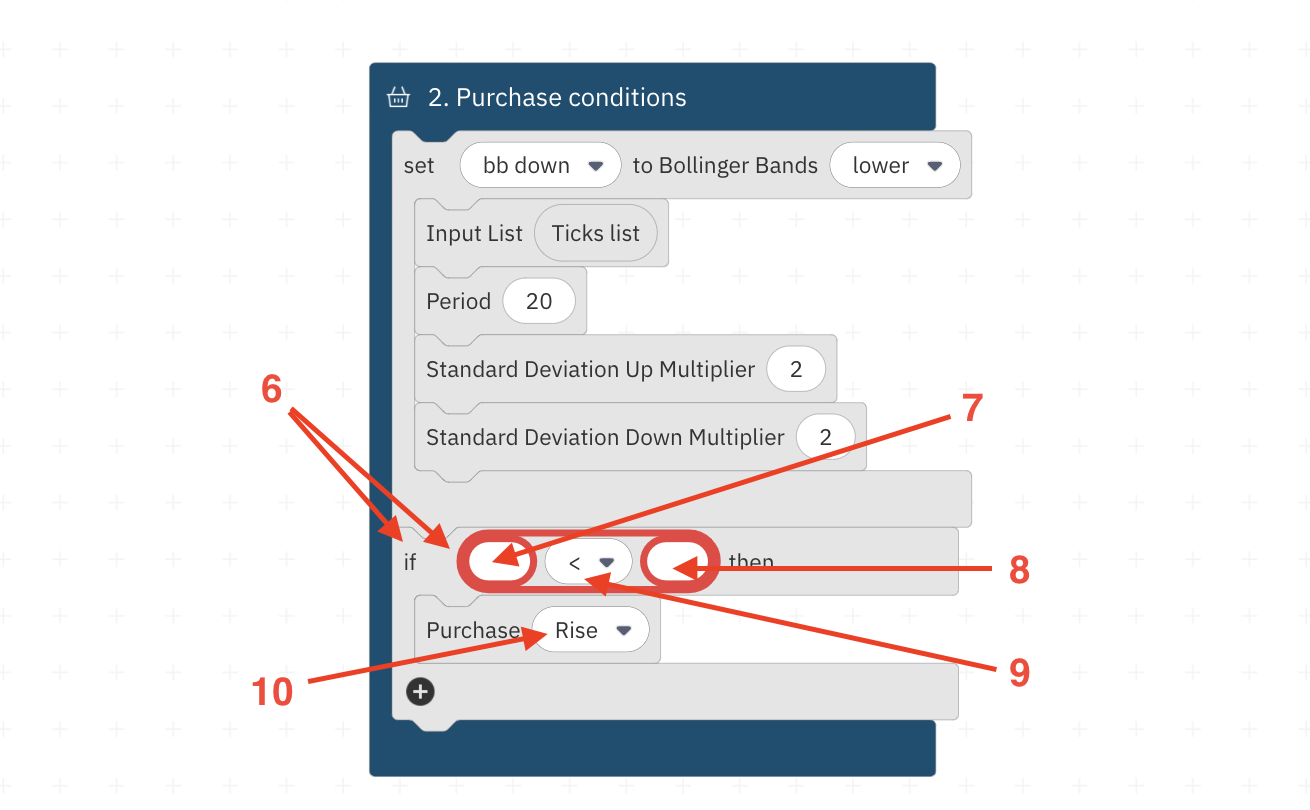 2. Purchase conditions
set bb down to Bollinger Bands lower
Input List Ticks list
Period 20
Standard Deviation Up Multiplier 2
6
7
Standard Deviation Down Multiplier 2
if < then
8
Purchase Rise
9
10